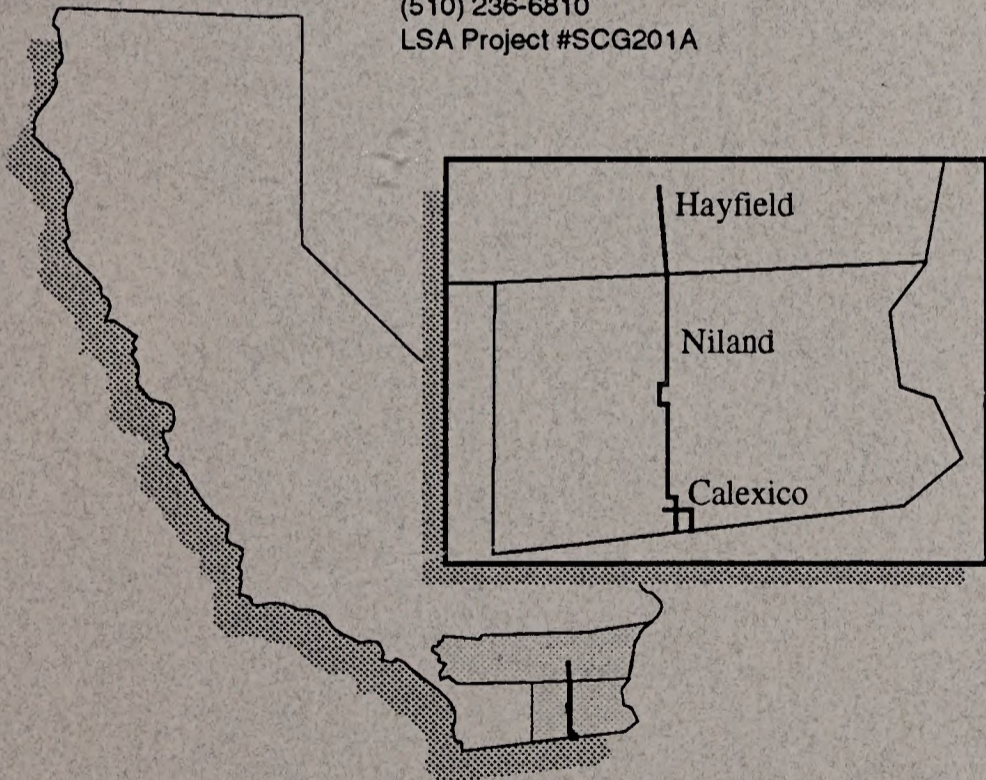 (510) 236-6810
LSA Project #SCG201A
Hayfield
Niland
Calexico